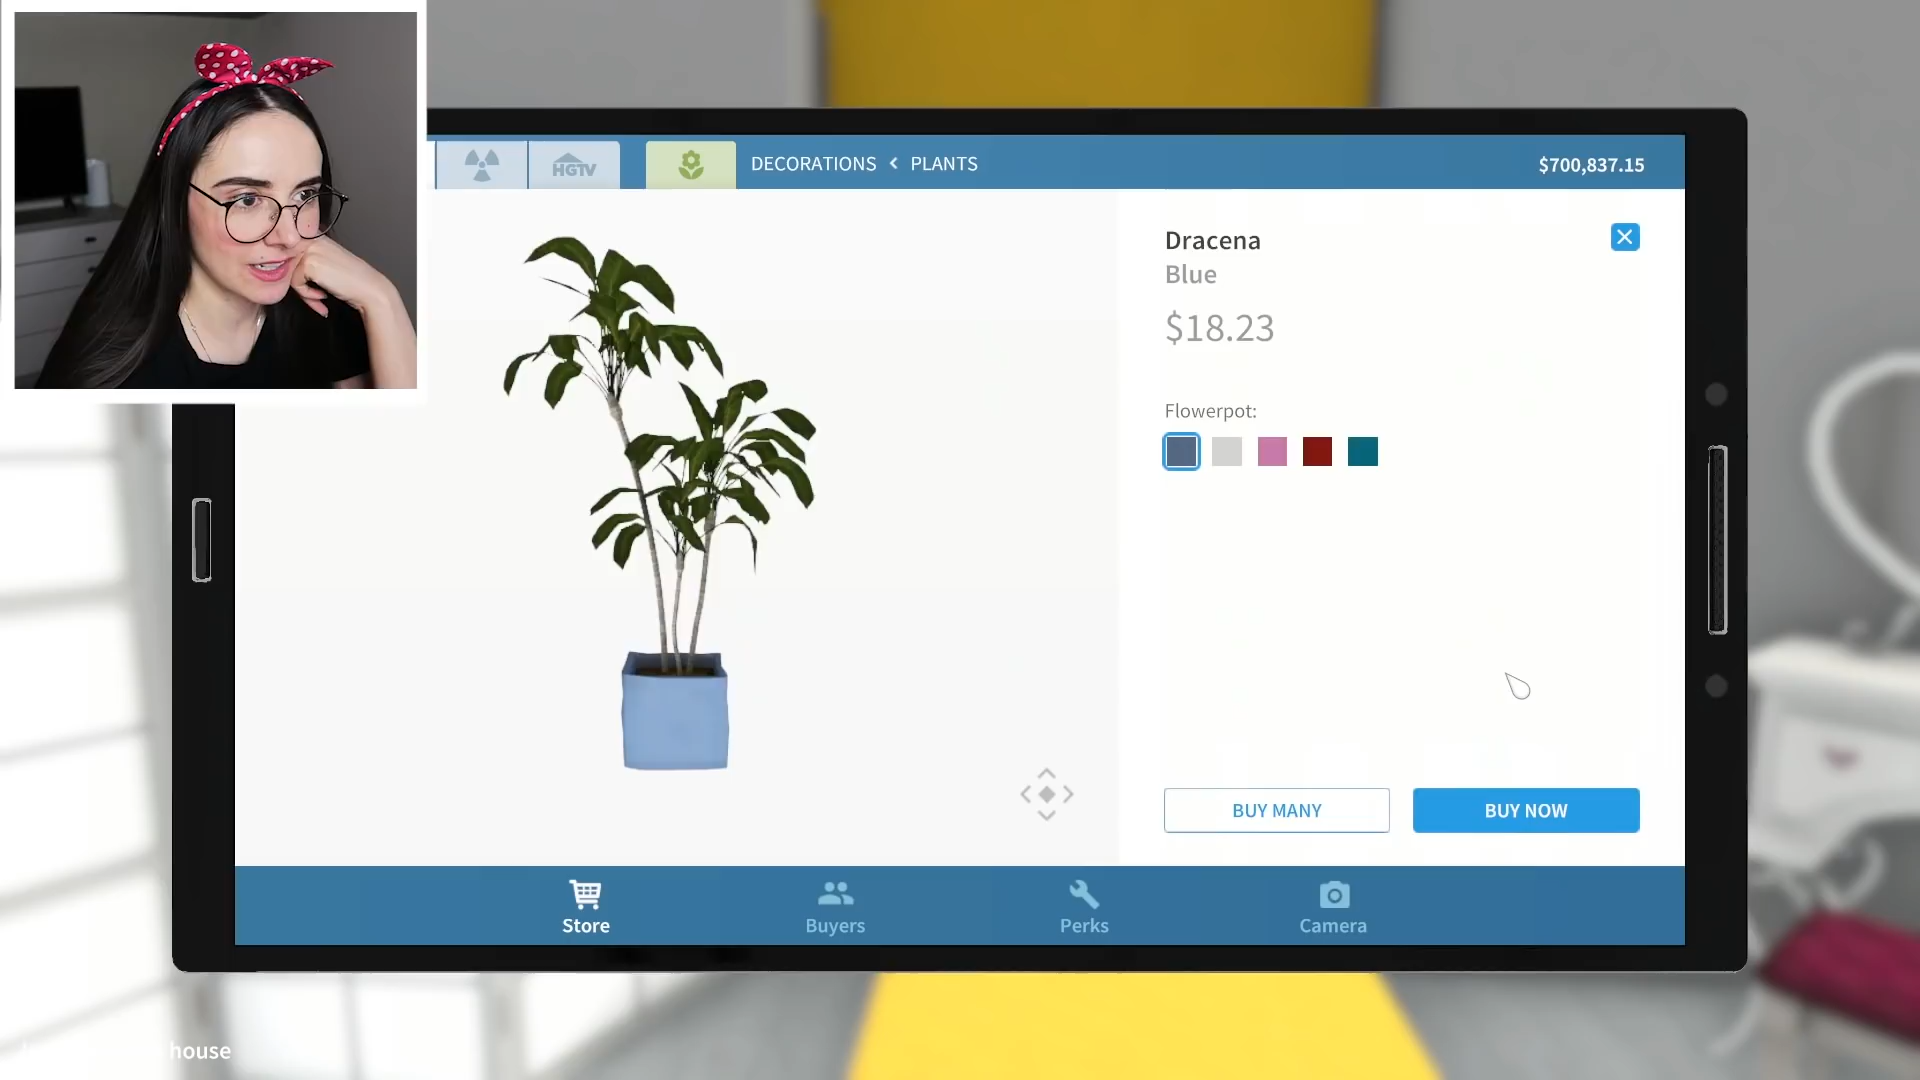 HGTV
DECORATIONS < PLANTS
$700,837.15
Dracena
Blue
$18.23
Flowerpot:
BUY MANY
BUY NOW
Store
Buyers
Perks
Camera
house